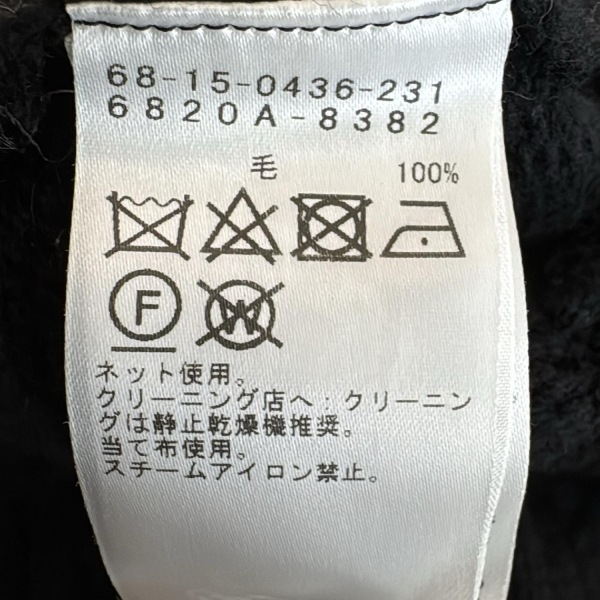 68-15-0436-231
6820A-8382
毛 100%
F W
ネット使用。
クリーニング店へ：クリーニン
グは静止乾燥機推奨。
当て布使用。
スチームアイロン禁止。